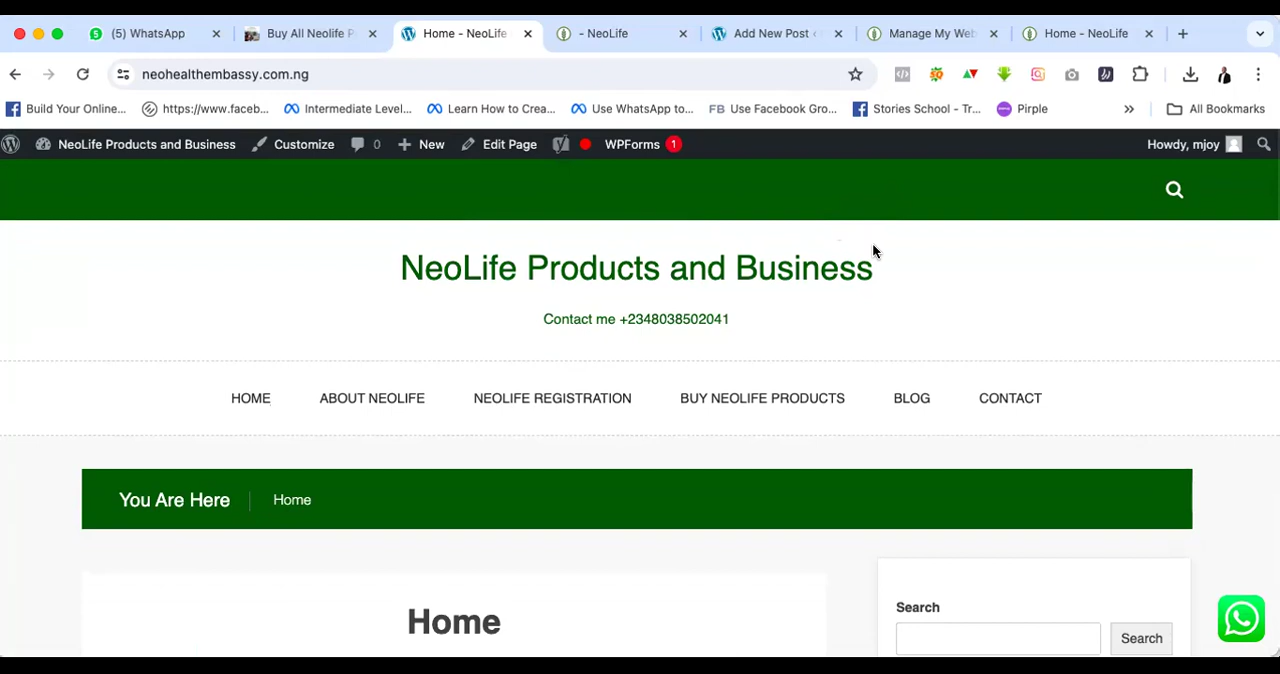 (5) WhatsApp
Buy All Neolife P
Home - NeoLife
- NeoLife
Add New Post
Manage My Web
Home - NeoLife
neohealthembassy.com.ng
Build Your Online...
https://www.faceb...
Intermediate Level...
Learn How to Crea...
Use WhatsApp to...
FB Use Facebook Gro...
Stories School - Tr...
Pirple
»
All Bookmarks
NeoLife Products and Business
Customize
0
New
Edit Page
WPForms 1
Howdy, mjoy
NeoLife Products and Business
Contact me +2348038502041
HOME ABOUT NEOLIFE NEOLIFE REGISTRATION BUY NEOLIFE PRODUCTS BLOG CONTACT
You Are Here Home
Home
Search
Search